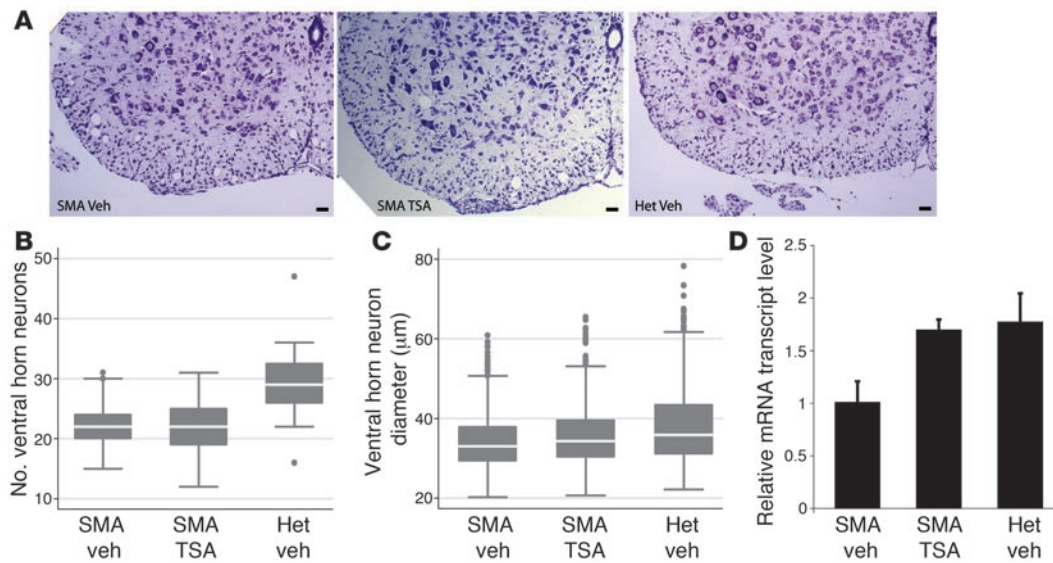 A
SMA Veh
SMA TSA
Het Veh
B
No. ventral horn neurons
50
40
30
20
10
SMA veh
SMA TSA
Het veh
C
Ventral horn neuron
diameter (μm)
80
60
40
20
SMA veh
SMA TSA
Het veh
D
Relative mRNA transcript level
2.5
2
1.5
1
0.5
0
SMA veh
SMA TSA
Het veh